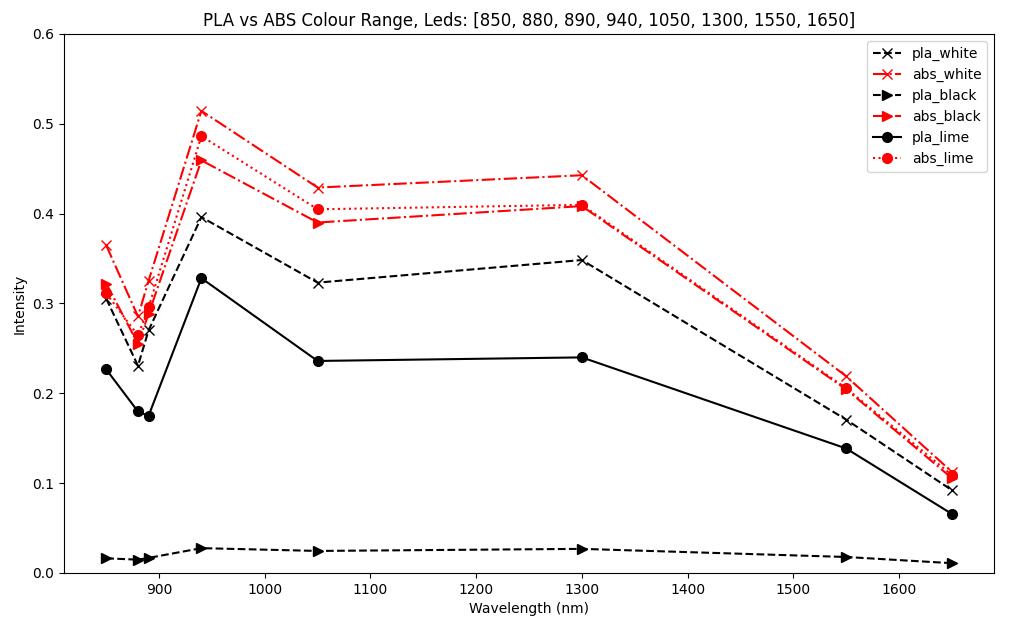 PLA vs ABS Colour Range, Leds: [850, 880, 890, 940, 1050, 1300, 1550, 1650]
0.6
0.5
0.4
0.3
0.2
0.1
0.0
Intensity
pla_white
abs_white
pla_black
abs_black
pla_lime
abs_lime
900 1000 1100 1200 1300 1400 1500 1600
Wavelength (nm)